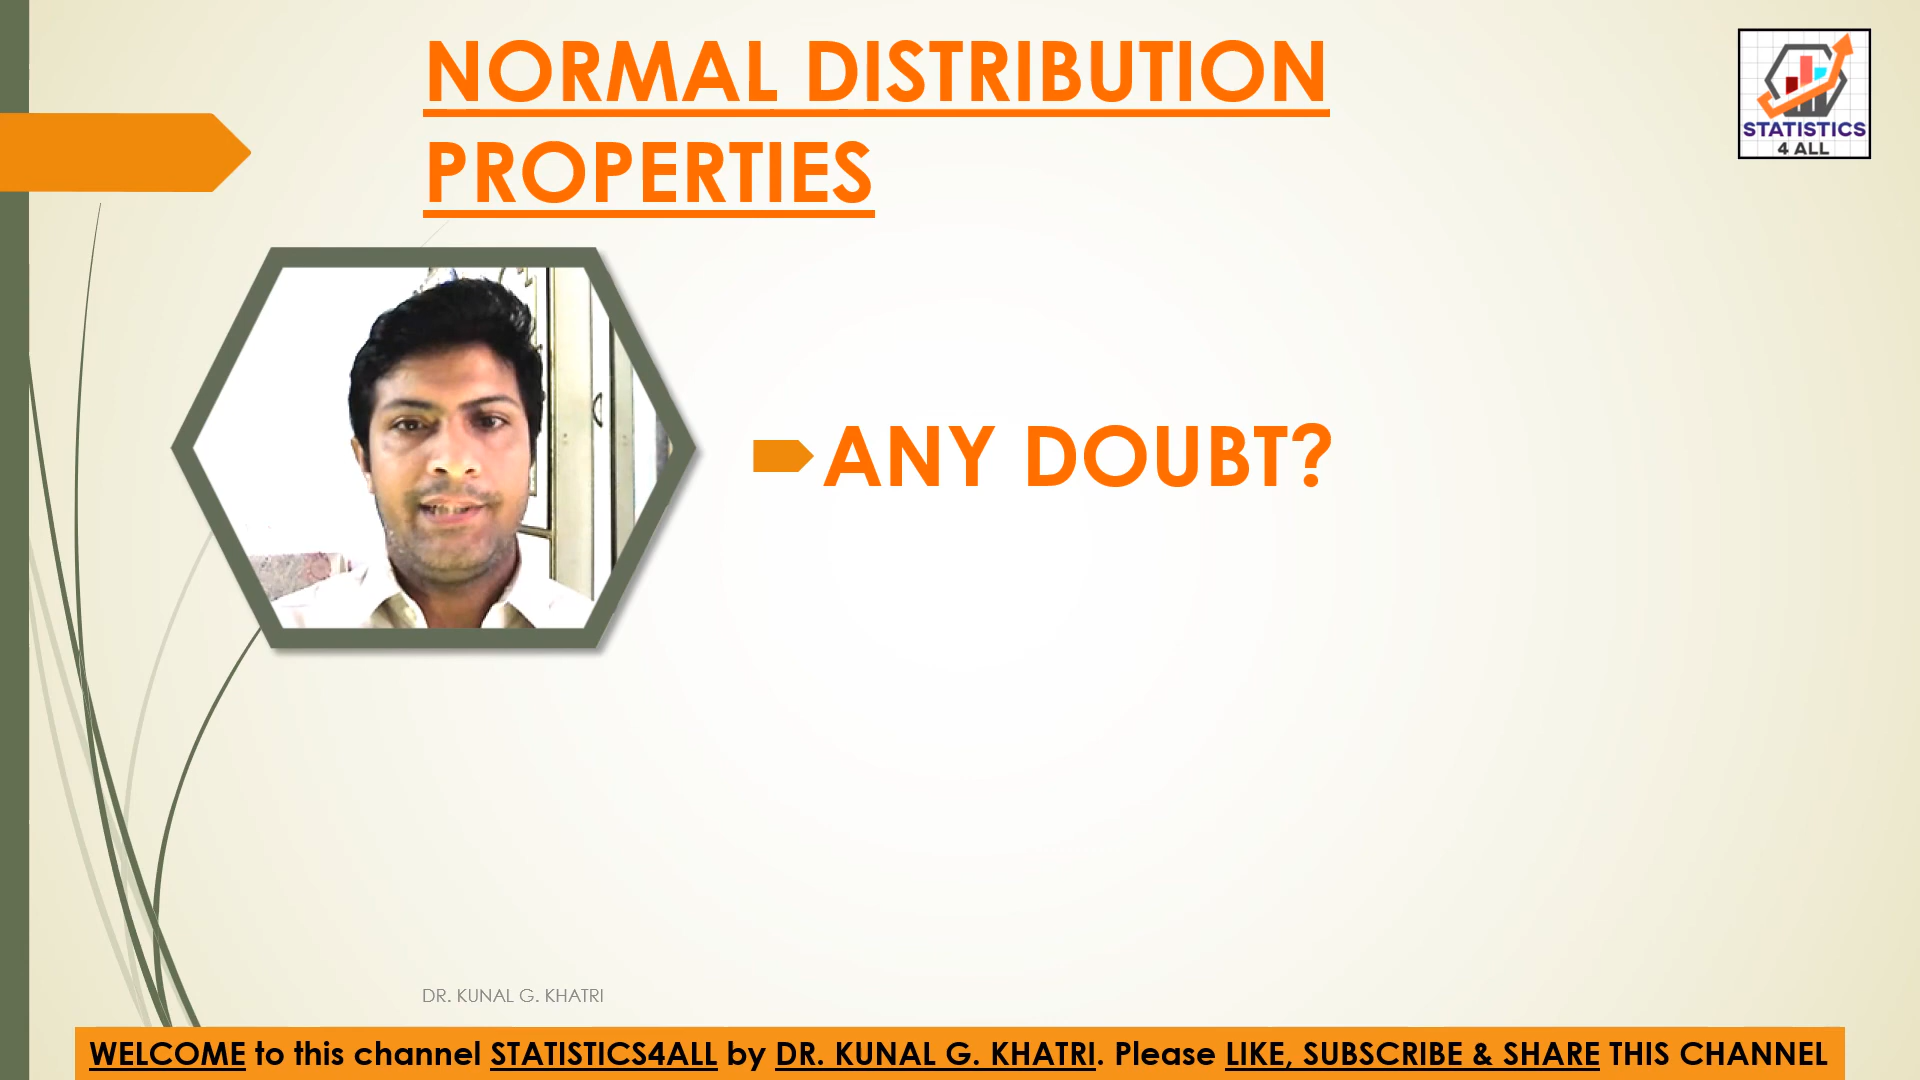 NORMAL DISTRIBUTION
PROPERTIES
STATISTICS
4 ALL
ANY DOUBT?
DR. KUNAL G. KHATRI
WELCOME to this channel STATISTICS4ALL by DR. KUNAL G. KHATRI. Please LIKE, SUBSCRIBE & SHARE THIS CHANNEL